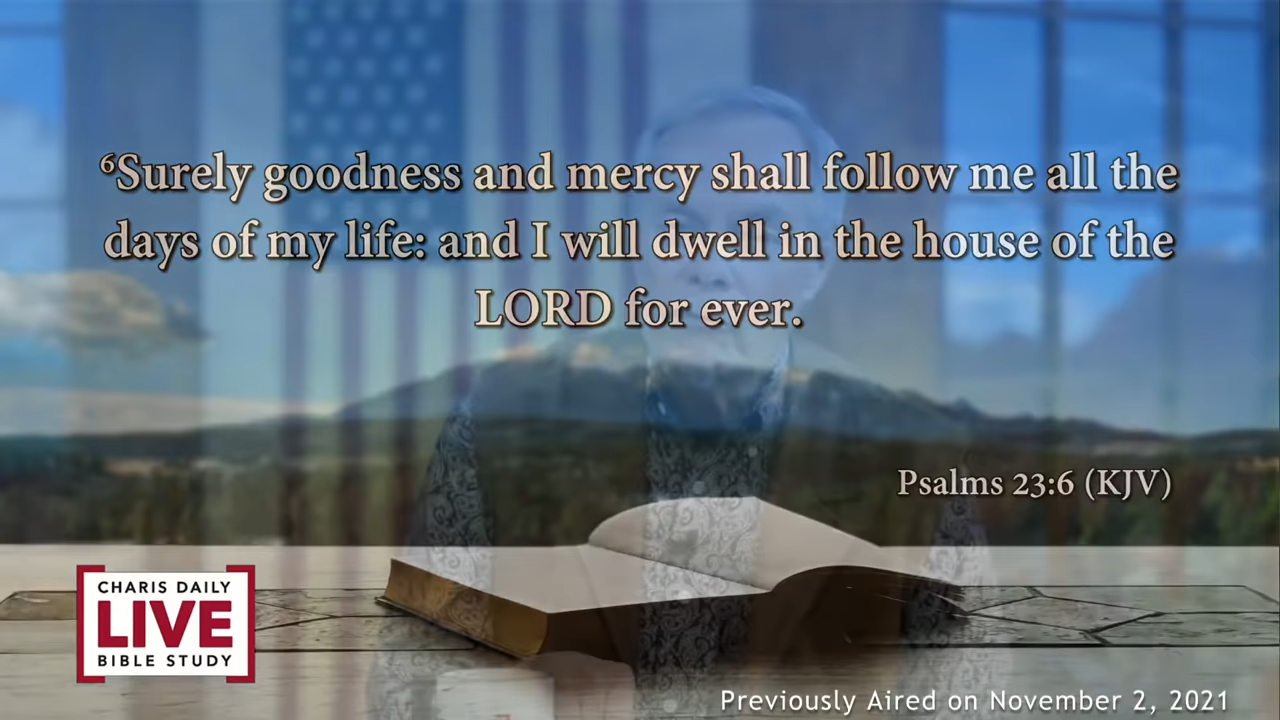 ⁶Surely goodness and mercy shall follow me all the
days of my life: and I will dwell in the house of the
LORD for ever.
Psalms 23:6 (KJV)
CHARIS DAILY
LIVE
BIBLE STUDY
Previously Aired on November 2, 2021